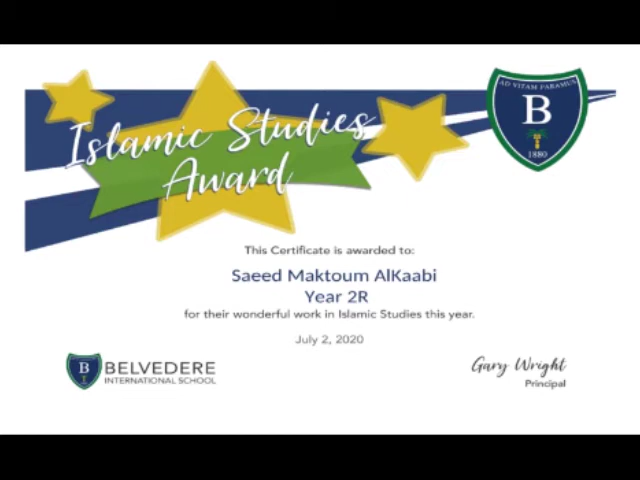 Islamic Studies
Award
AD VITAM PARAMUS
B
1880
This Certificate is awarded to:
Saeed Maktoum AlKaabi
Year 2R
for their wonderful work in Islamic Studies this year.
July 2, 2020
B
BELVEDERE
INTERNATIONAL SCHOOL
Gary Wright
Principal